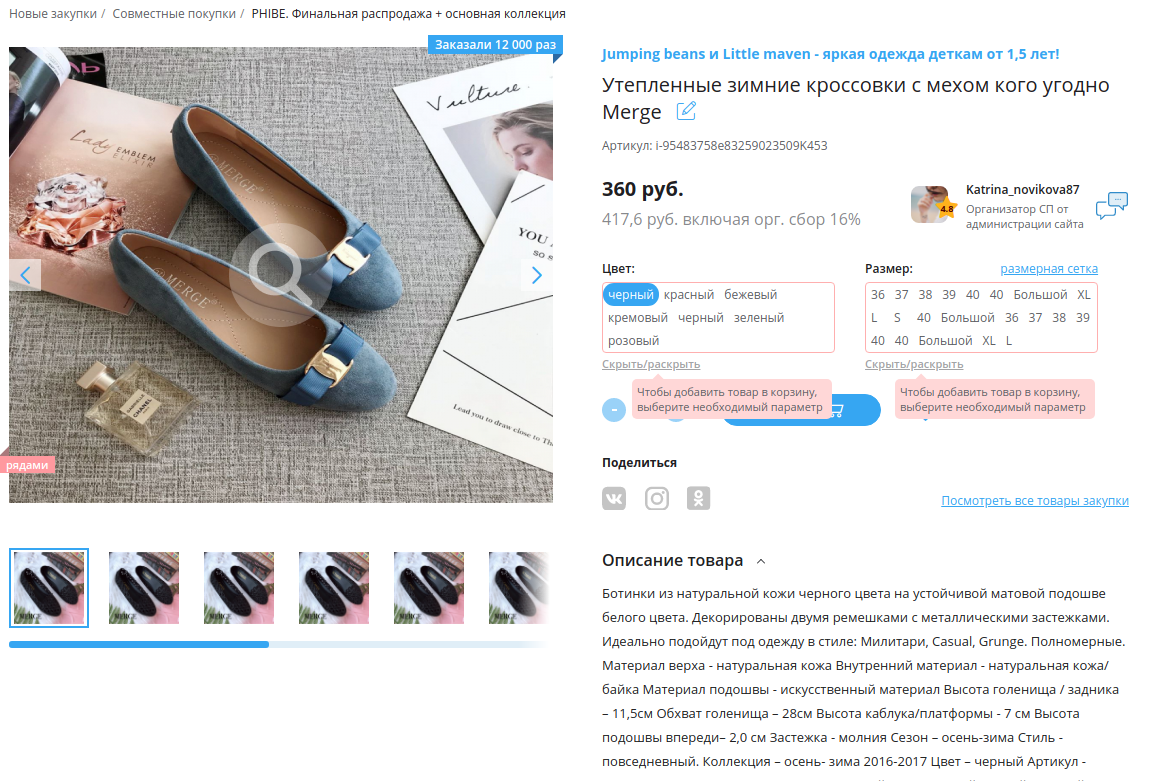 Новые закупки / Совместные покупки / PHIBE. Финальная распродажа + основная коллекция
Заказали 12 000 раз
Vulture.
Lady EMBLEM
ELIXIR
MERGE
MERGE
YOU
SO S
CHANEL
Lead you to draw close to Th
рядами
MERGE
MERGE
MERGE
MERGE
MERGE
MERGE
Jumping beans и Little maven - яркая одежда деткам от 1,5 лет!
Утепленные зимние кроссовки с мехом кого угодно
Merge
Артикул: i-95483758e83259023509K453
360 руб.
417,6 руб. включая орг. сбор 16%
4.8
Katrina_novikova87
Организатор СП от
администрации сайта
Цвет:
черный красный бежевый
кремовый черный зеленый
розовый
Скрыть/раскрыть
Чтобы добавить товар в корзину,
выберите необходимый параметр
-
Размер: размерная сетка
36 37 38 39 40 40 Большой XL
L S 40 Большой 36 37 38 39
40 40 Большой XL L
Скрыть/раскрыть
Чтобы добавить товар в корзину,
выберите необходимый параметр
Поделиться
Посмотреть все товары закупки
Описание товара
Ботинки из натуральной кожи черного цвета на устойчивой матовой подошве
белого цвета. Декорированы двумя ремешками с металлическими застежками.
Идеально подойдут под одежду в стиле: Милитари, Casual, Grunge. Полномерные.
Материал верха - натуральная кожа Внутренний материал - натуральная кожа/
байка Материал подошвы - искусственный материал Высота голенища / задника
– 11,5см Обхват голенища – 28см Высота каблука/платформы - 7 см Высота
подошвы впереди– 2,0 см Застежка - молния Сезон – осень-зима Стиль -
повседневный. Коллекция – осень- зима 2016-2017 Цвет – черный Артикул -